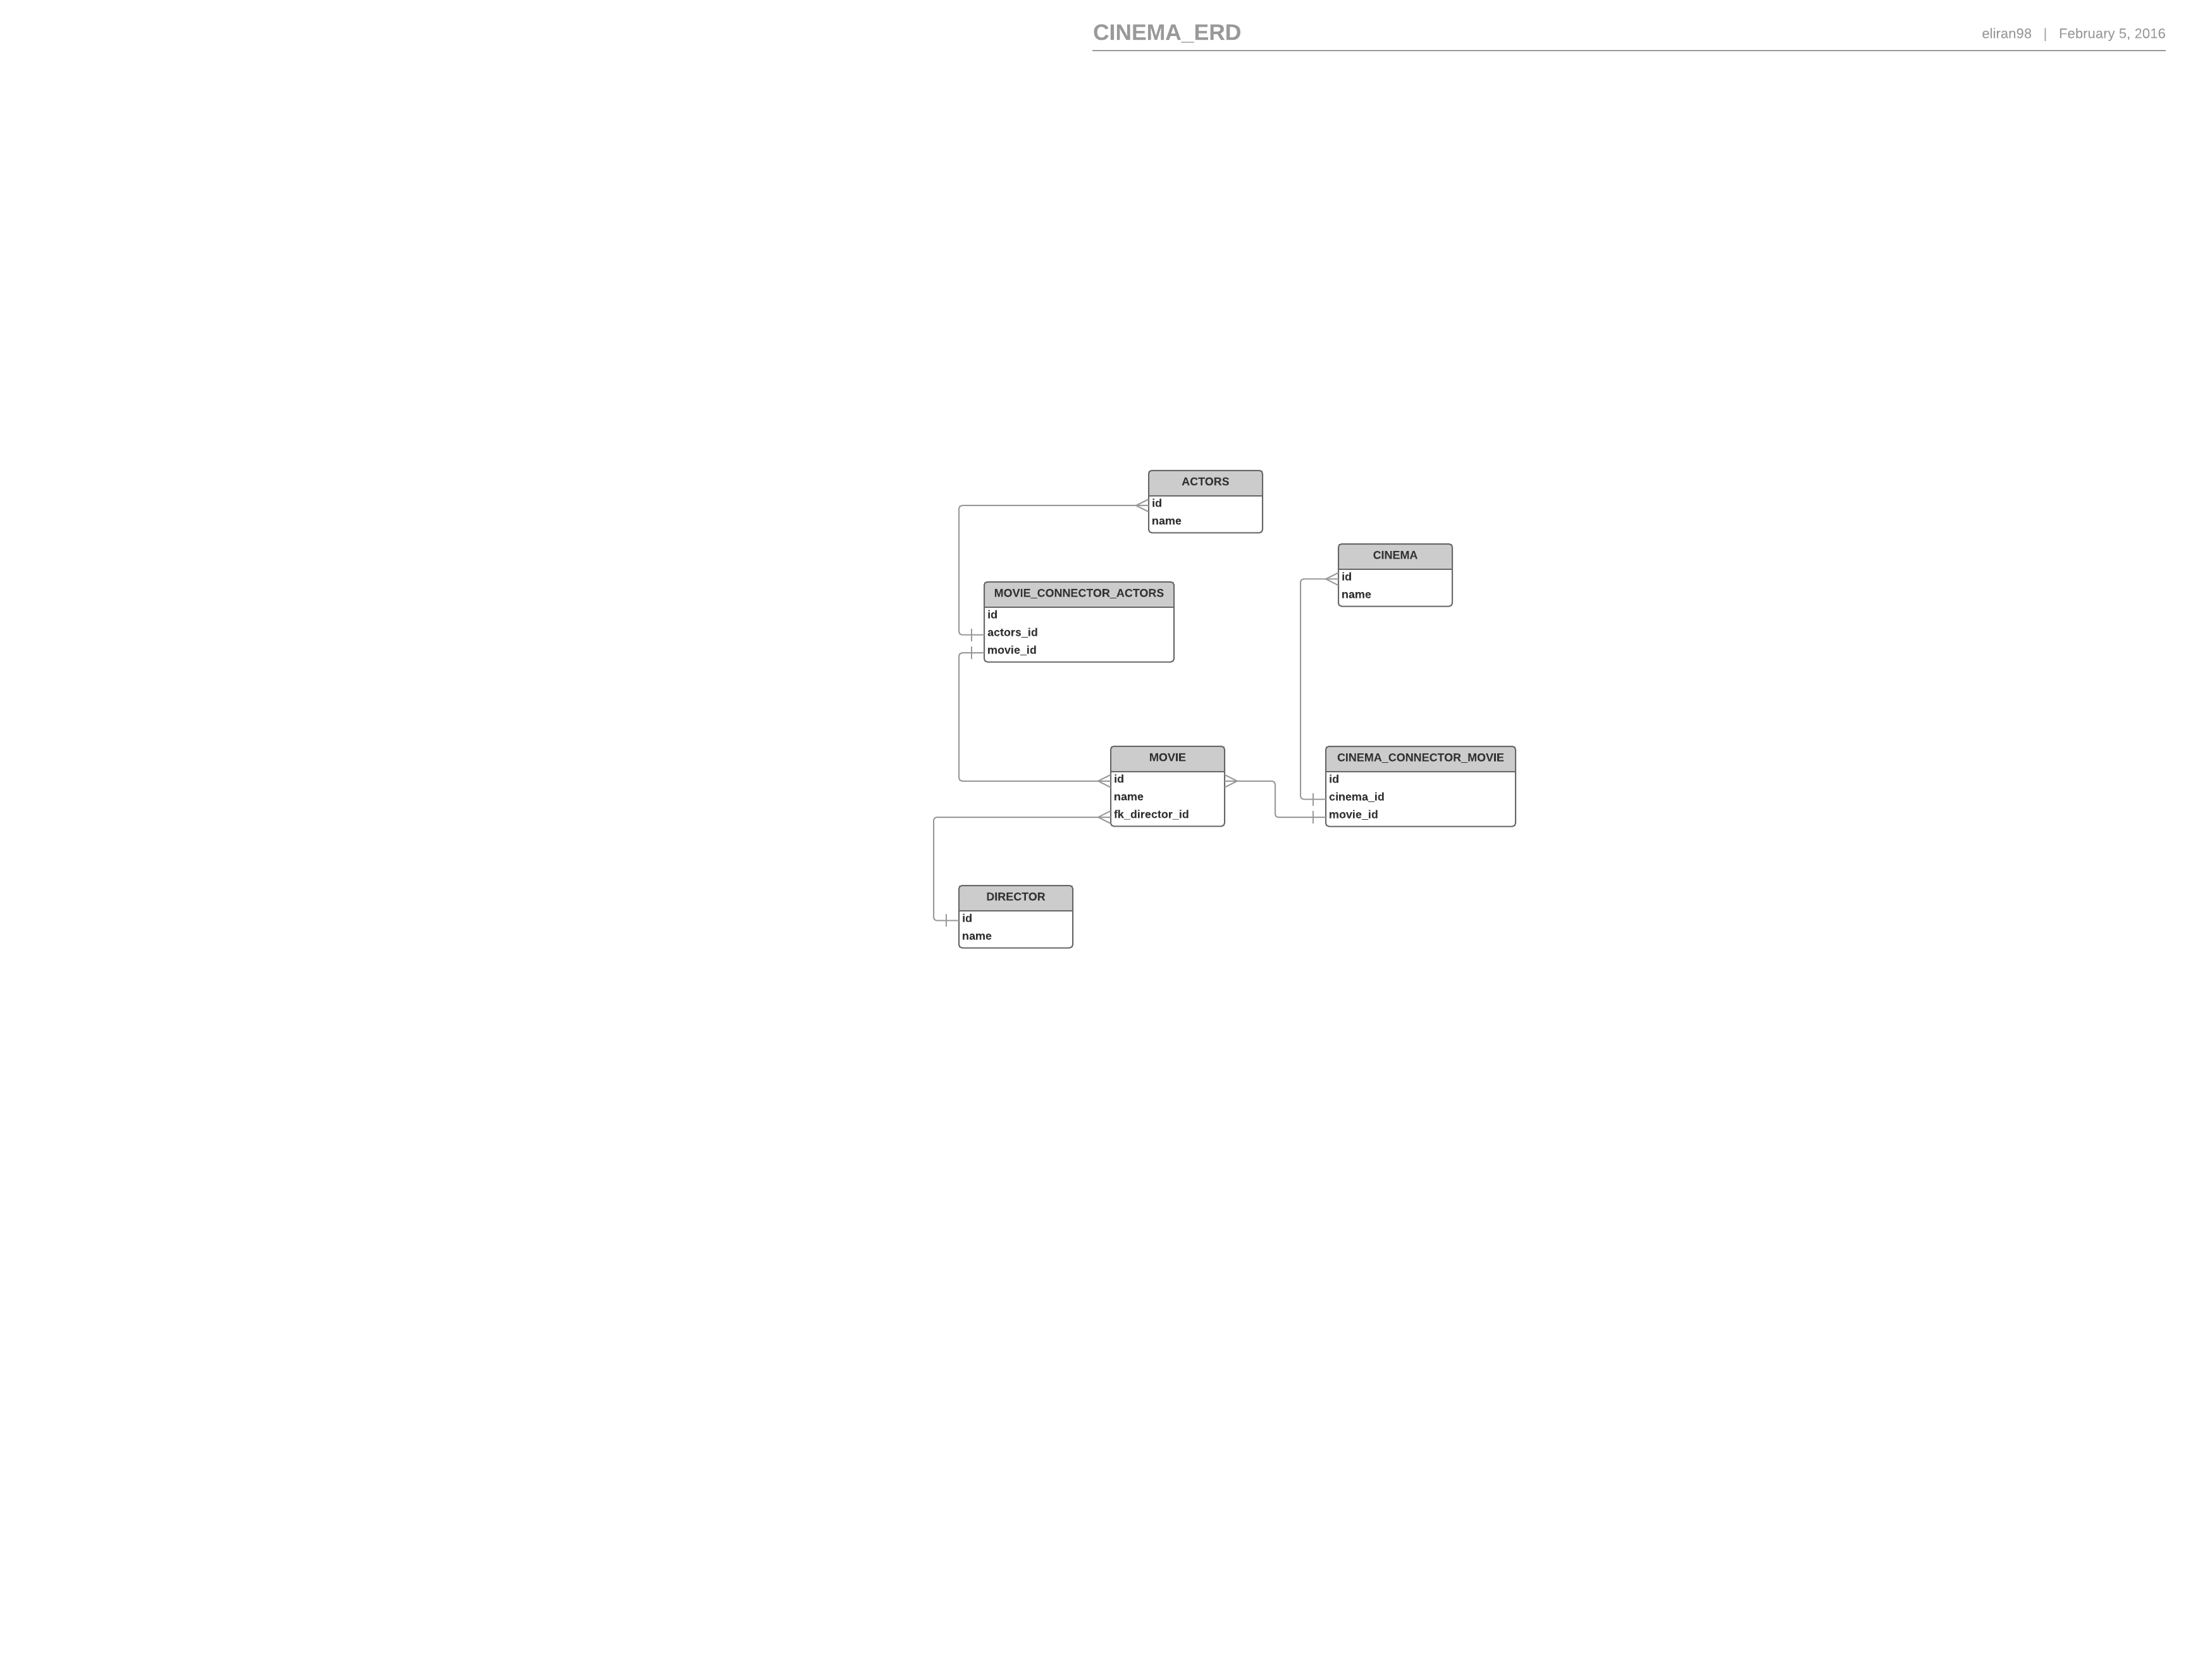 CINEMA_ERD
eliran98 | February 5, 2016
ACTORS
id
name
CINEMA
id
name
MOVIE_CONNECTOR_ACTORS
id
actors_id
movie_id
MOVIE
id
name
fk_director_id
CINEMA_CONNECTOR_MOVIE
id
cinema_id
movie_id
DIRECTOR
id
name